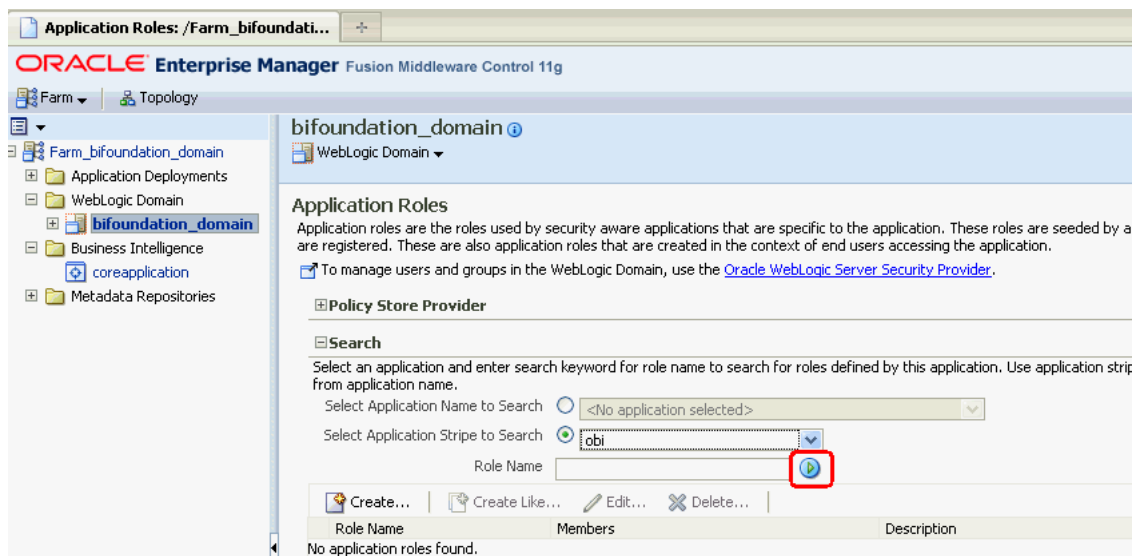 Application Roles: /Farm_bifoundati...
ORACLE Enterprise Manager Fusion Middleware Control 11g
Farm Topology
Farm_bifoundation_domain
Application Deployments
WebLogic Domain
bifoundation_domain
Business Intelligence
coreapplication
Metadata Repositories
bifoundation_domain
WebLogic Domain
Application Roles
Application roles are the roles used by security aware applications that are specific to the application. These roles are seeded by a
are registered. These are also application roles that are created in the context of end users accessing the application.
To manage users and groups in the WebLogic Domain, use the Oracle WebLogic Server Security Provider.
Policy Store Provider
Search
Select an application and enter search keyword for role name to search for roles defined by this application. Use application strip
from application name.
Select Application Name to Search <No application selected>
Select Application Stripe to Search obi
Role Name
Create... Create Like... Edit... Delete...
Role Name Members Description
No application roles found.